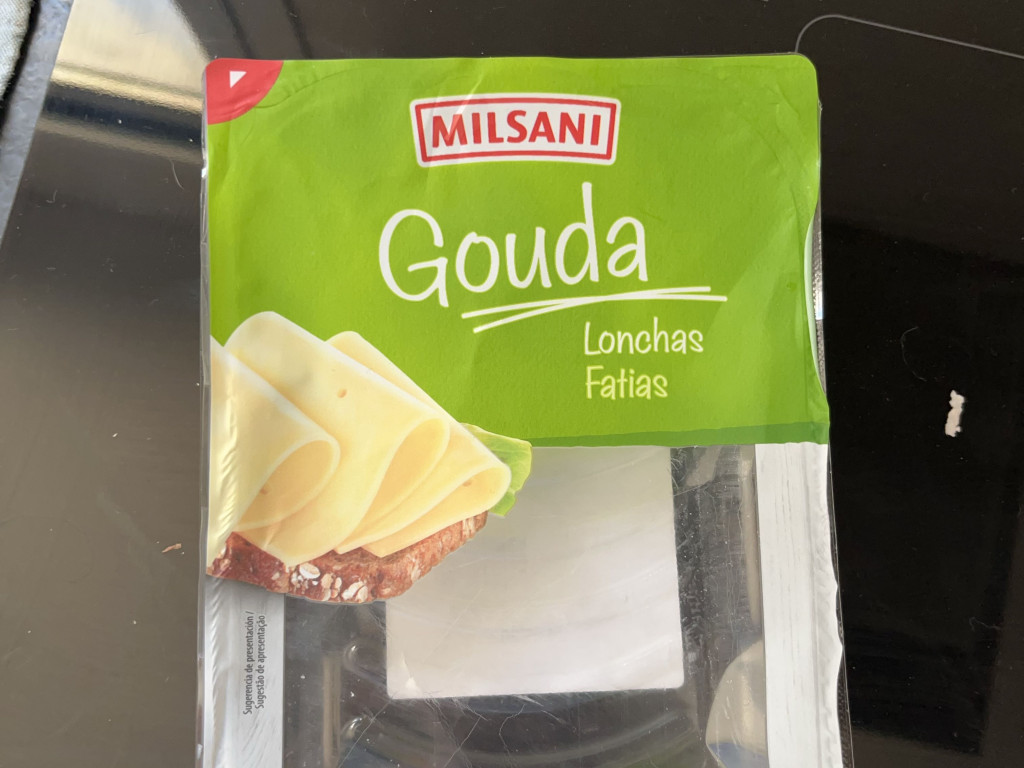 MILSANI
Gouda
Lonchas
Fatias
Sugerencia de presentación /
Sugestão de apresentação